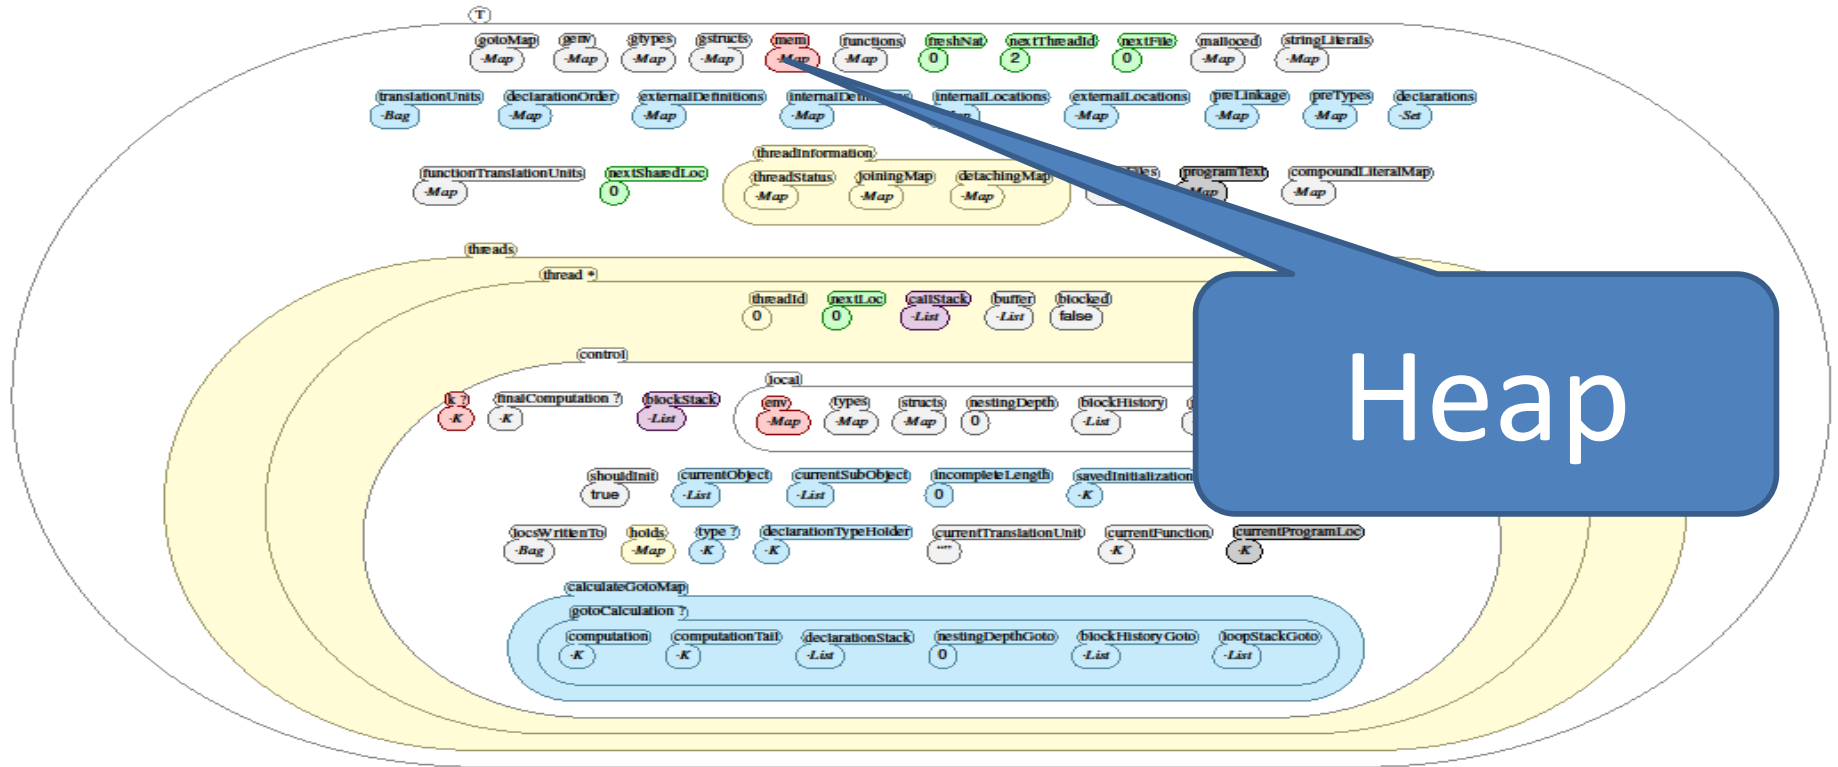 T
gotoMap genv gtypes gstructs mem functions freshNat nextThreadId nextFile malloced stringLiterals
·Map ·Map ·Map ·Map ·Map ·Map 0 2 0 ·Map ·Map
translationUnits declarationOrder externalDefinitions internalLocations externalLocations preLinkage preTypes declarations
·Bag ·Map ·Map ·Map ·Map ·Map ·Map ·Set
threadInformation
functionTranslationUnits nextSharedLoc threadStatus joiningMap detachingMap programText compoundLiteralMap
·Map 0 ·Map ·Map ·Map ·Map ·Map
threads
thread *
threadId nextLoc callStack buffer blocked
0 0 ·List ·List false
control
local
k ? finalComputation ? blockStack env types structs nestingDepth blockHistory
·K ·K ·List ·Map ·Map ·Map 0 ·List
Heap
shouldInit currentObject currentSubObject incompleteLength savedInitialization
true ·List ·List 0 ·K
locsWrittenTo holds type ? declarationTypeHolder currentTranslationUnit currentFunction currentProgramLoc
·Bag ·Map ·K ·K "" ·K ·K
calculateGotoMap
gotoCalculation ?
computation computationTail declarationStack nestingDepthGoto blockHistoryGoto loopStackGoto
·K ·K ·List 0 ·List ·List